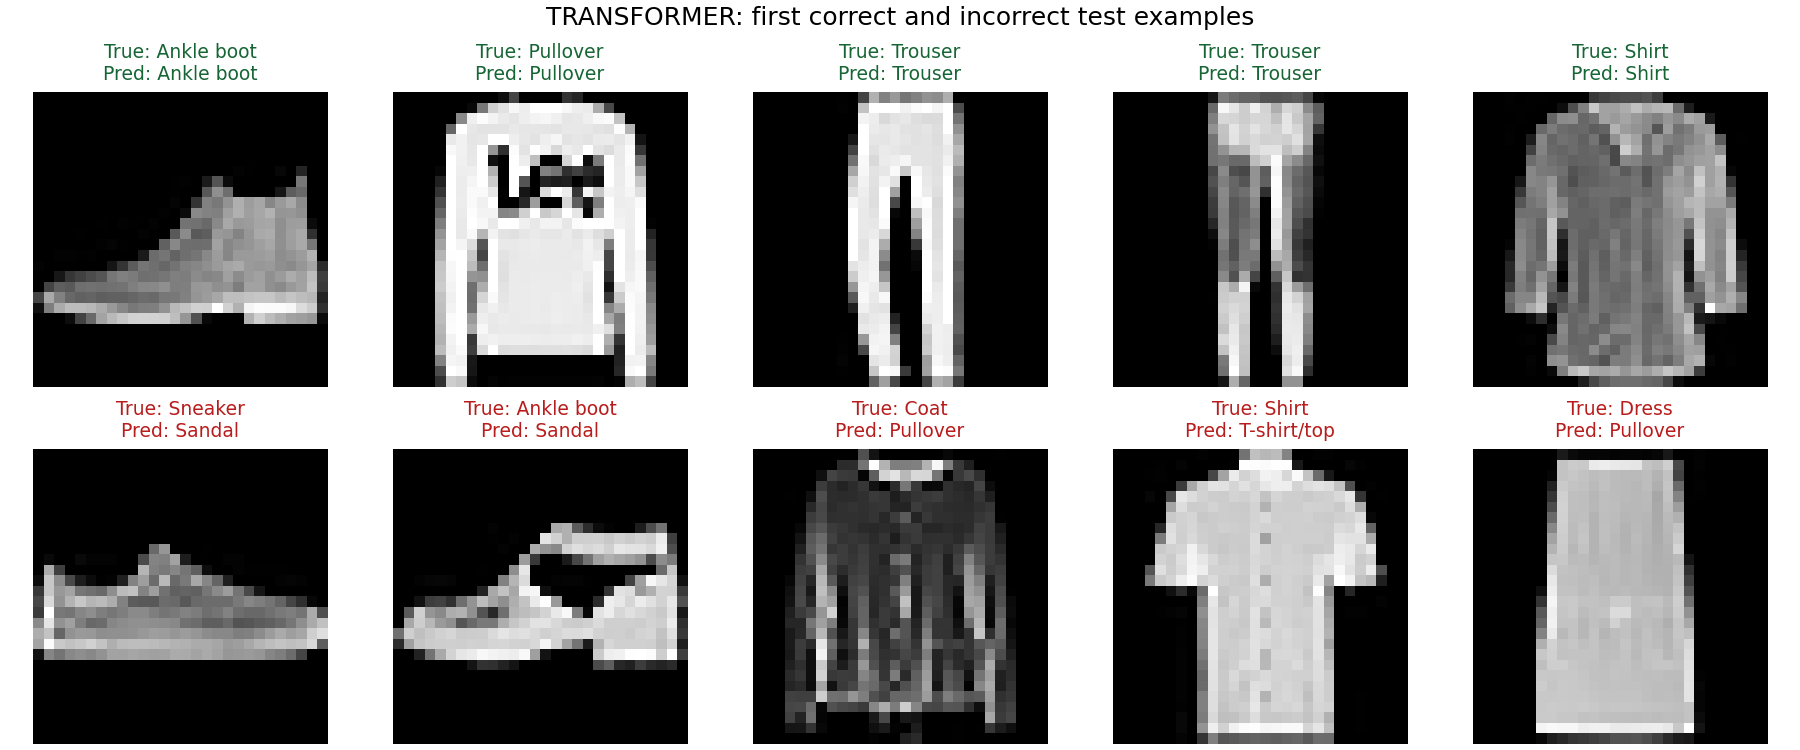 TRANSFORMER: first correct and incorrect test examples
True: Ankle boot
Pred: Ankle boot
True: Pullover
Pred: Pullover
True: Trouser
Pred: Trouser
True: Trouser
Pred: Trouser
True: Shirt
Pred: Shirt
True: Sneaker
Pred: Sandal
True: Ankle boot
Pred: Sandal
True: Coat
Pred: Pullover
True: Shirt
Pred: T-shirt/top
True: Dress
Pred: Pullover